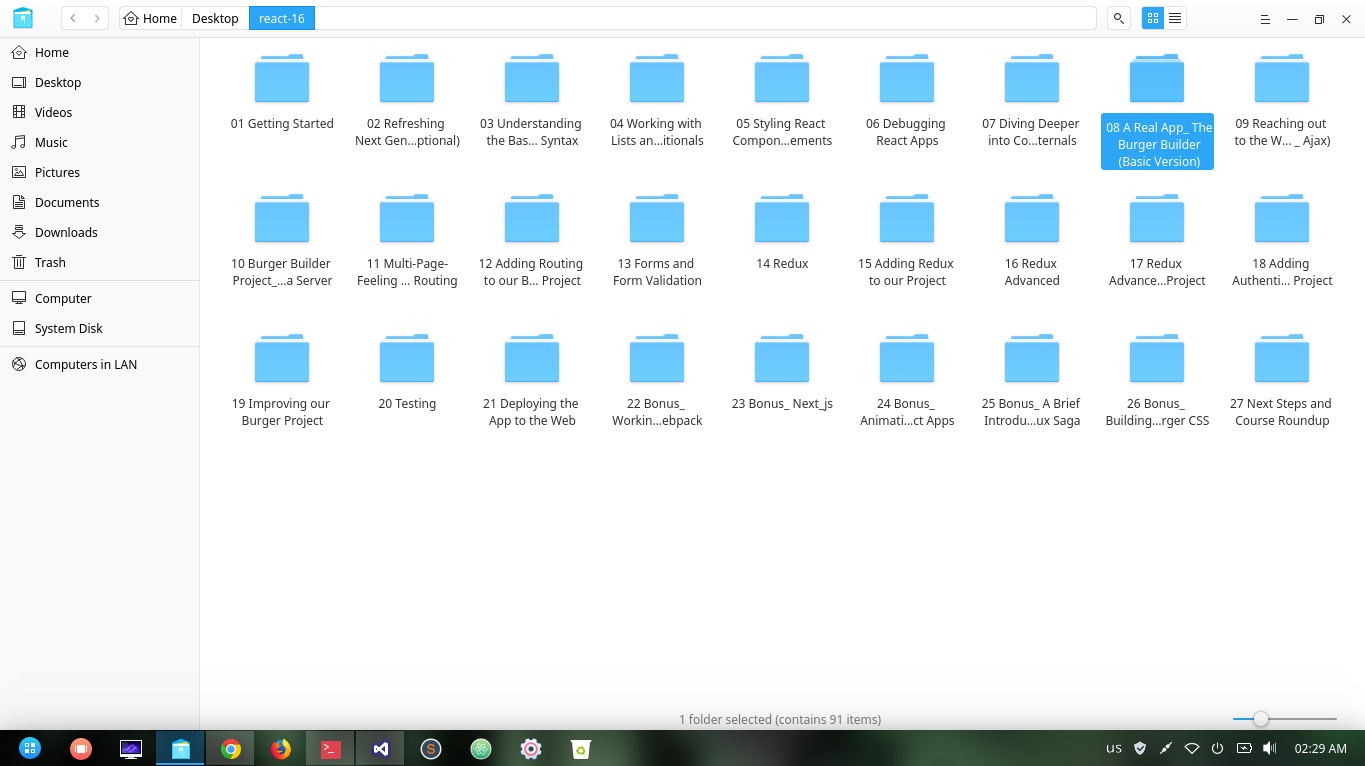 Home
Desktop
react-16
Home
Desktop
Videos
Music
Pictures
Documents
Downloads
Trash
Computer
System Disk
Computers in LAN
01 Getting Started
02 Refreshing
Next Gen...ptional)
03 Understanding
the Bas... Syntax
04 Working with
Lists an...itionals
05 Styling React
Compon...ements
06 Debugging
React Apps
07 Diving Deeper
into Co...ternals
08 A Real App_ The
Burger Builder
(Basic Version)
09 Reaching out
to the W... _ Ajax)
10 Burger Builder
Project_...a Server
11 Multi-Page-
Feeling ... Routing
12 Adding Routing
to our B... Project
13 Forms and
Form Validation
14 Redux
15 Adding Redux
to our Project
16 Redux
Advanced
17 Redux
Advance...Project
18 Adding
Authenti... Project
19 Improving our
Burger Project
20 Testing
21 Deploying the
App to the Web
22 Bonus_
Workin...ebpack
23 Bonus_ Next_js
24 Bonus_
Animati...ct Apps
25 Bonus_ A Brief
Introdu...ux Saga
26 Bonus_
Building...rger CSS
27 Next Steps and
Course Roundup
1 folder selected (contains 91 items)
us
02:29 AM